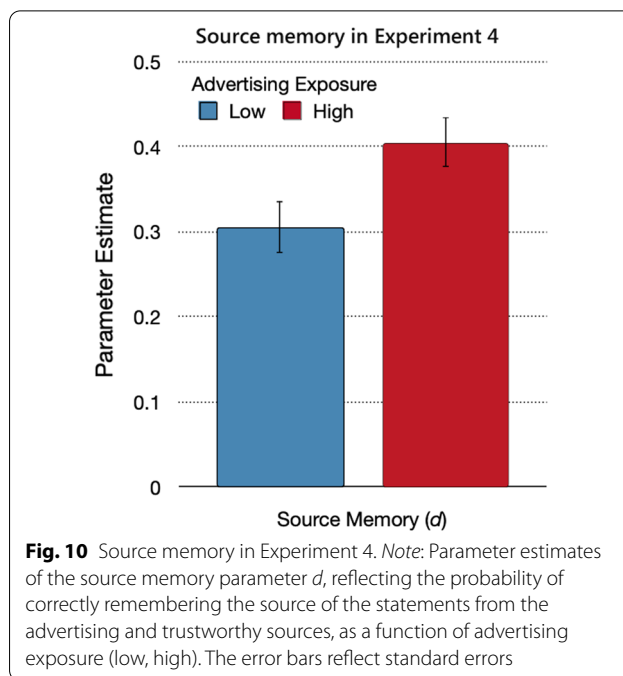 Source memory in Experiment 4
0.5
Advertising Exposure
Low High
0.4
0.3
0.2
0.1
0
Parameter Estimate
Source Memory (d)
Fig. 10 Source memory in Experiment 4. Note: Parameter estimates
of the source memory parameter d, reflecting the probability of
correctly remembering the source of the statements from the
advertising and trustworthy sources, as a function of advertising
exposure (low, high). The error bars reflect standard errors